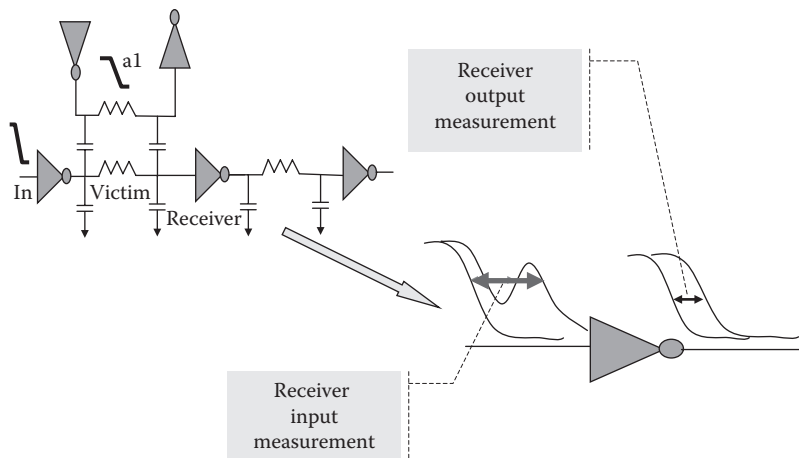 a1
Receiver
output
measurement
In
Victim
Receiver
Receiver
input
measurement